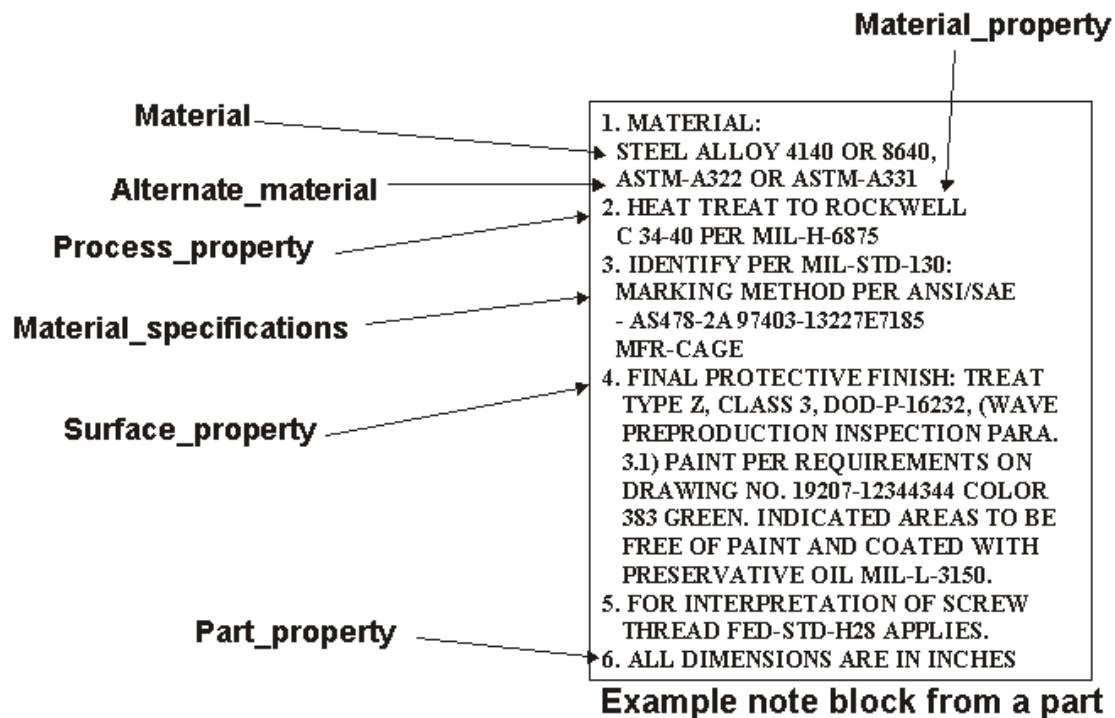 Material_property
Material
Alternate_material
Process_property
Material_specifications
Surface_property
Part_property
1. MATERIAL:
STEEL ALLOY 4140 OR 8640,
ASTM-A322 OR ASTM-A331
2. HEAT TREAT TO ROCKWELL
C 34-40 PER MIL-H-6875
3. IDENTIFY PER MIL-STD-130:
MARKING METHOD PER ANSI/SAE
- AS478-2A 97403-13227E7185
MFR-CAGE
4. FINAL PROTECTIVE FINISH: TREAT
TYPE Z, CLASS 3, DOD-P-16232, (WAVE
PREPRODUCTION INSPECTION PARA.
3.1) PAINT PER REQUIREMENTS ON
DRAWING NO. 19207-12344344 COLOR
383 GREEN. INDICATED AREAS TO BE
FREE OF PAINT AND COATED WITH
PRESERVATIVE OIL MIL-L-3150.
5. FOR INTERPRETATION OF SCREW
THREAD FED-STD-H28 APPLIES.
6. ALL DIMENSIONS ARE IN INCHES
Example note block from a part